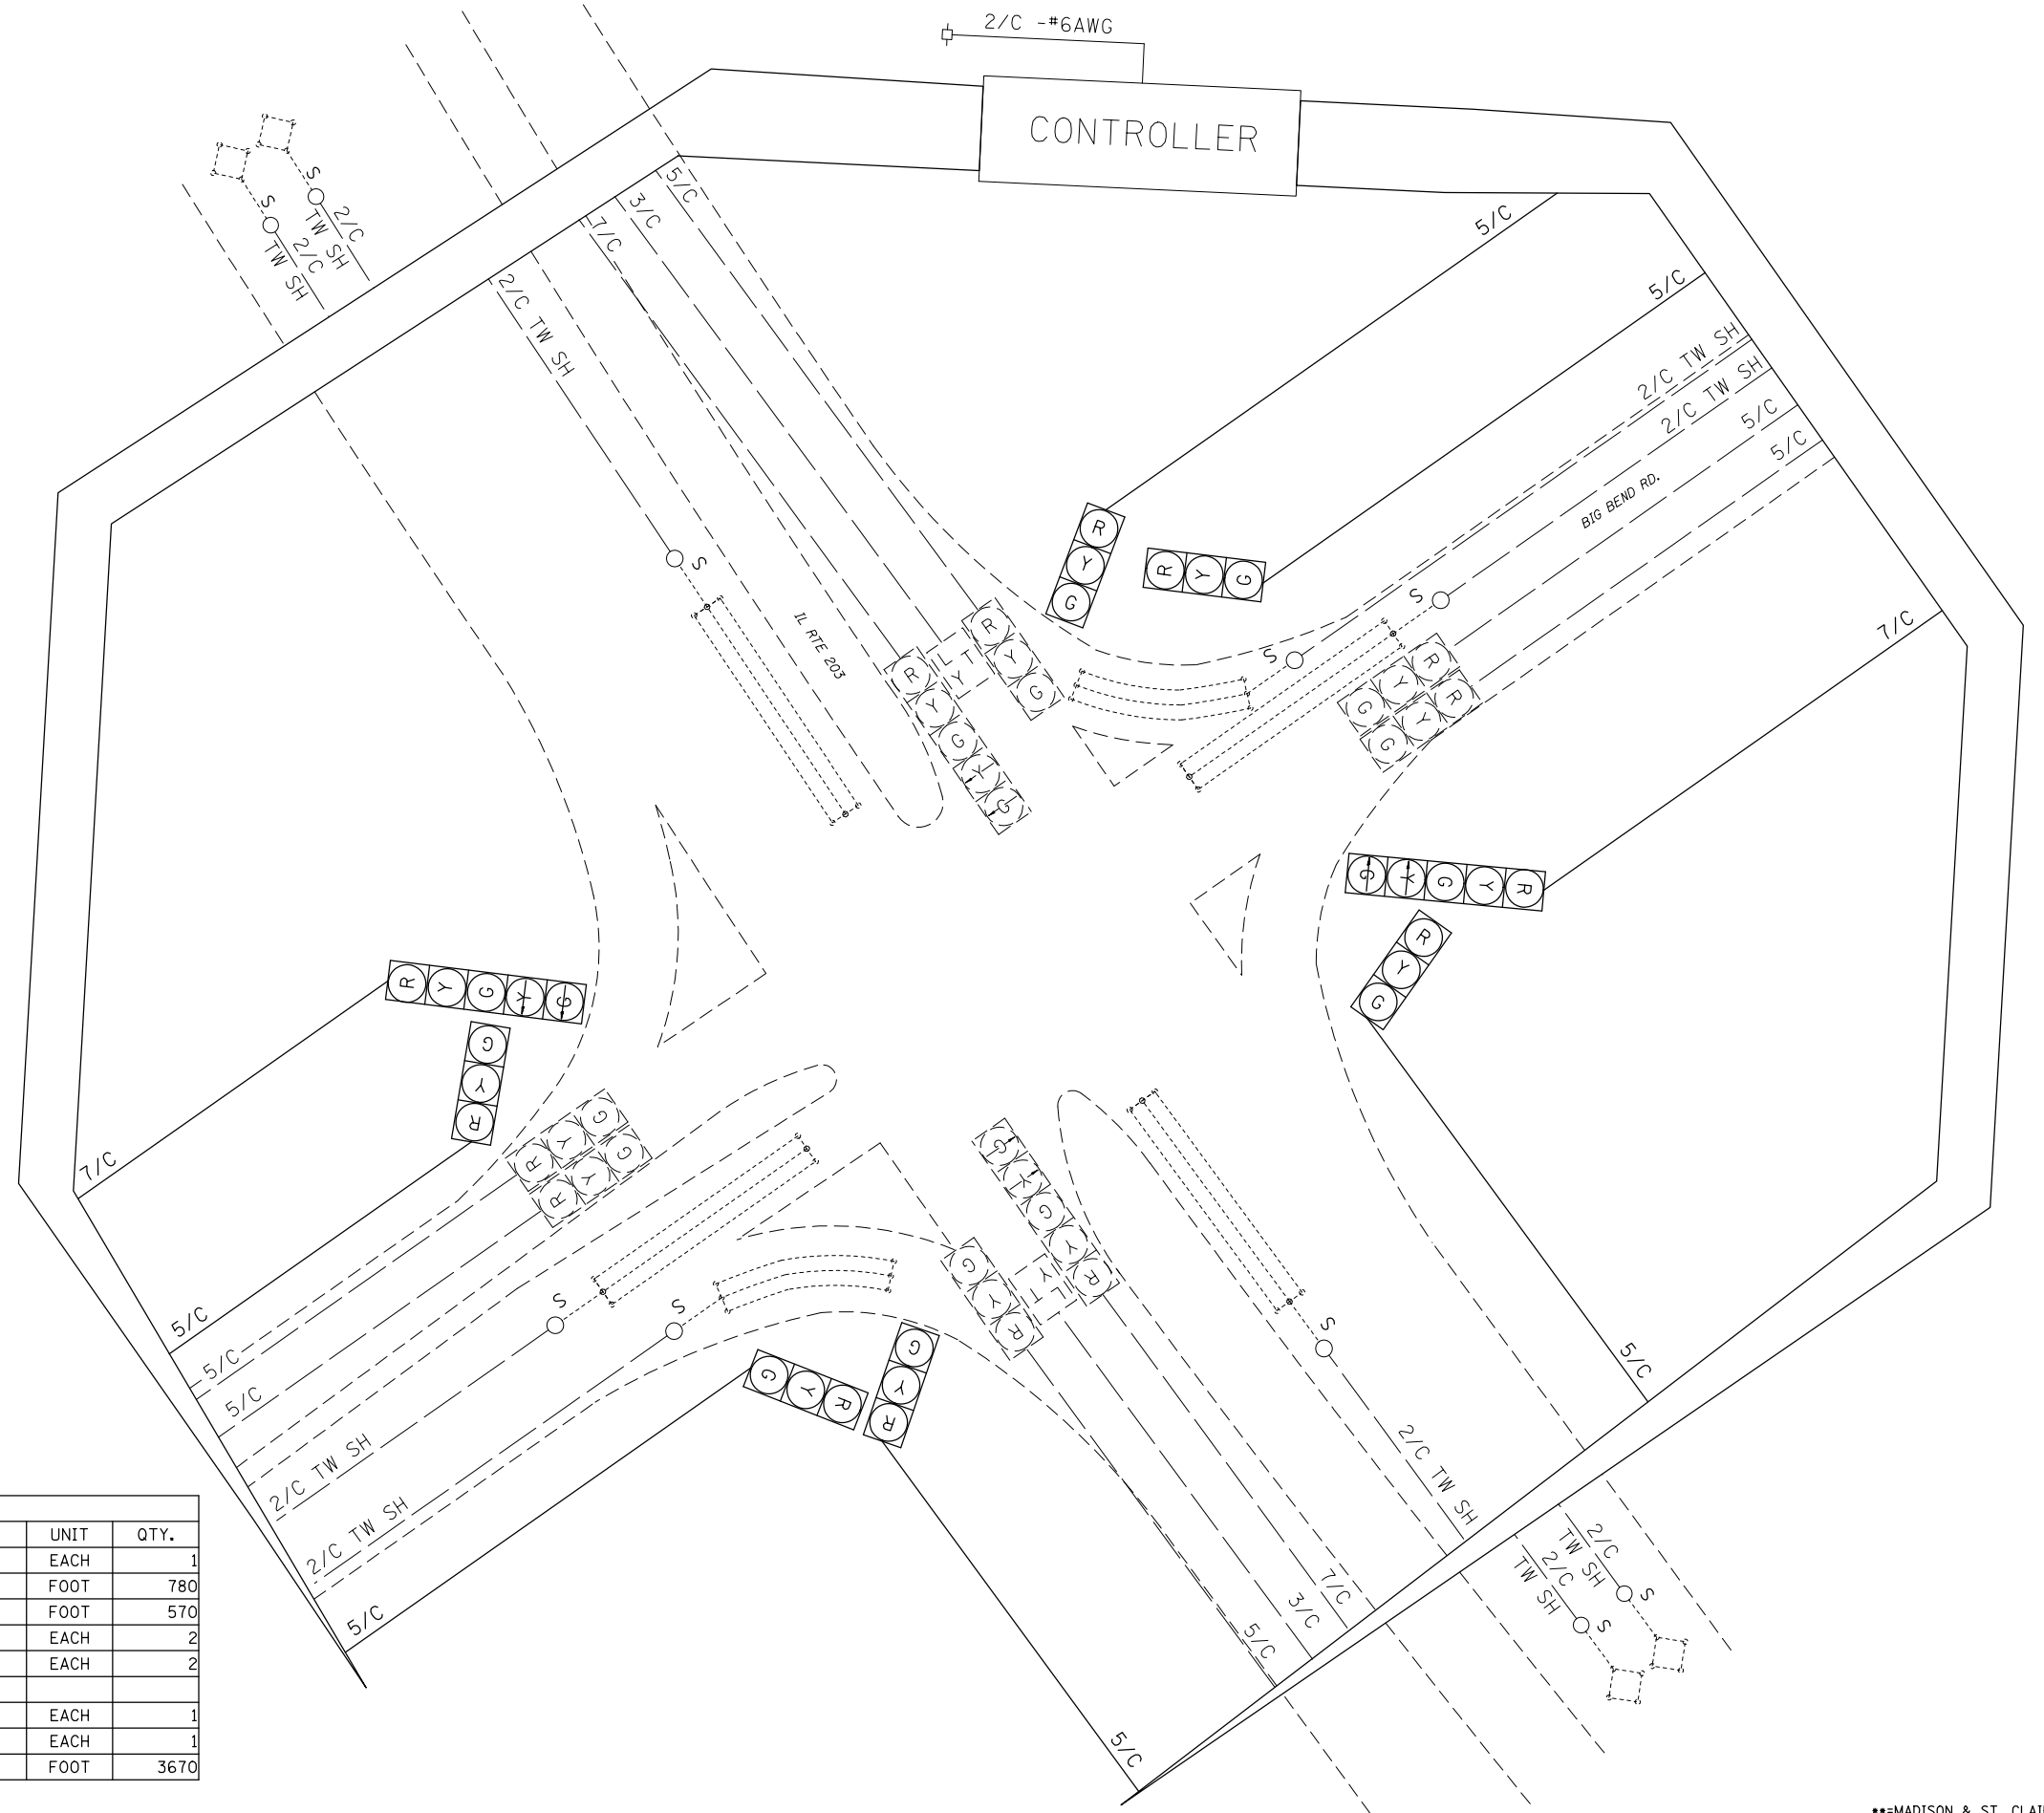 2/C -#6AWG
CONTROLLER
5/C
3/C
7/C
2/C TW SH
S
2/C
TW SH
S
2/C
TW SH
S
IL RTE 203
5/C
5/C
2/C TW SH
2/C TW SH
5/C
5/C
BIG BEND RD.
7/C
S
S
R Y G
R Y G
R Y G Y G
L T
Y
R Y G
R Y G
R Y G
R Y G Y G
R Y G
R Y G Y G
G Y R
R Y G
R Y G
7/C
5/C
5/C
5/C
2/C TW SH
2/C TW SH
5/C
S
S
G Y G Y R
G Y R
Y
L T
G Y R
G Y R
S
5/C
2/C TW SH
7/C
3/C
5/C
5/C
2/C
TW SH
2/C
TW SH
S
S
UNIT QTY.
EACH 1
FOOT 780
FOOT 570
EACH 2
EACH 2
EACH 1
EACH 1
FOOT 3670
**=MADISON & ST. CLAI